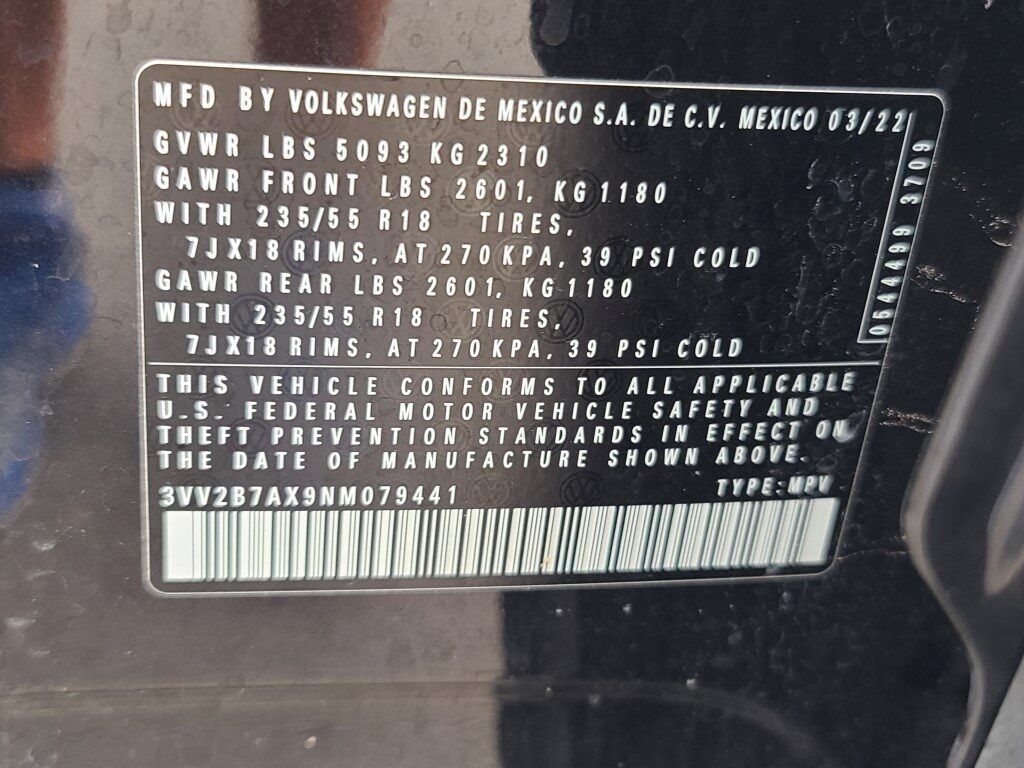 MFD BY VOLKSWAGEN DE MEXICO S.A. DE C.V. MEXICO 03/22
GVWR LBS 5093 KG 2310
GAWR FRONT LBS 2601, KG 1180
WITH 235/55 R18 TIRES,
7JX18 RIMS, AT 270 KPA, 39 PSI COLD
GAWR REAR LBS 2601, KG 1180
WITH 235/55 R18 TIRES,
7JX18 RIMS, AT 270 KPA, 39 PSI COLD
THIS VEHICLE CONFORMS TO ALL APPLICABLE
U.S. FEDERAL MOTOR VEHICLE SAFETY AND
THEFT PREVENTION STANDARDS IN EFFECT ON
THE DATE OF MANUFACTURE SHOWN ABOVE.
3VV2B7AX9NM079441 TYPE:MPV
0544499 3709